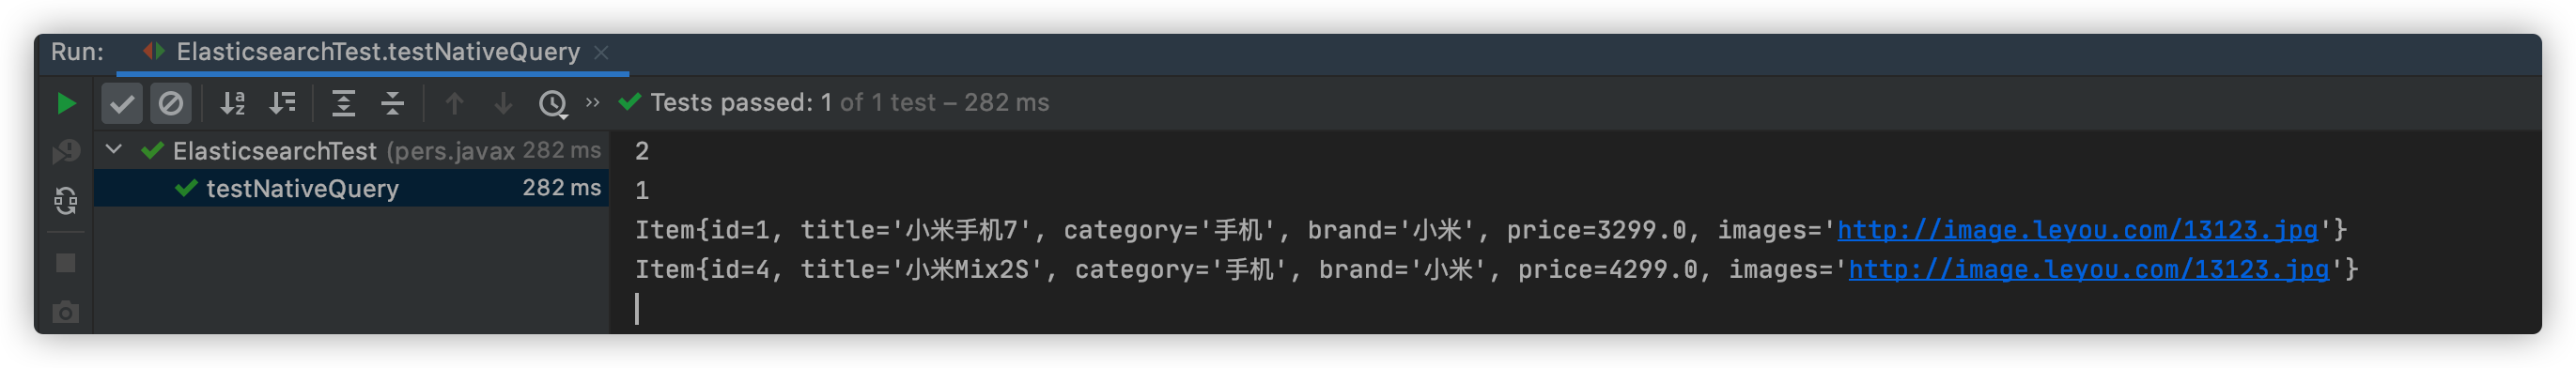 Run: ElasticsearchTest.testNativeQuery
Tests passed: 1 of 1 test – 282 ms
ElasticsearchTest (pers.javax 282 ms
testNativeQuery 282 ms
2
1
Item{id=1, title='小米手机7', category='手机', brand='小米', price=3299.0, images='http://image.leyou.com/13123.jpg'}
Item{id=4, title='小米Mix2S', category='手机', brand='小米', price=4299.0, images='http://image.leyou.com/13123.jpg'}